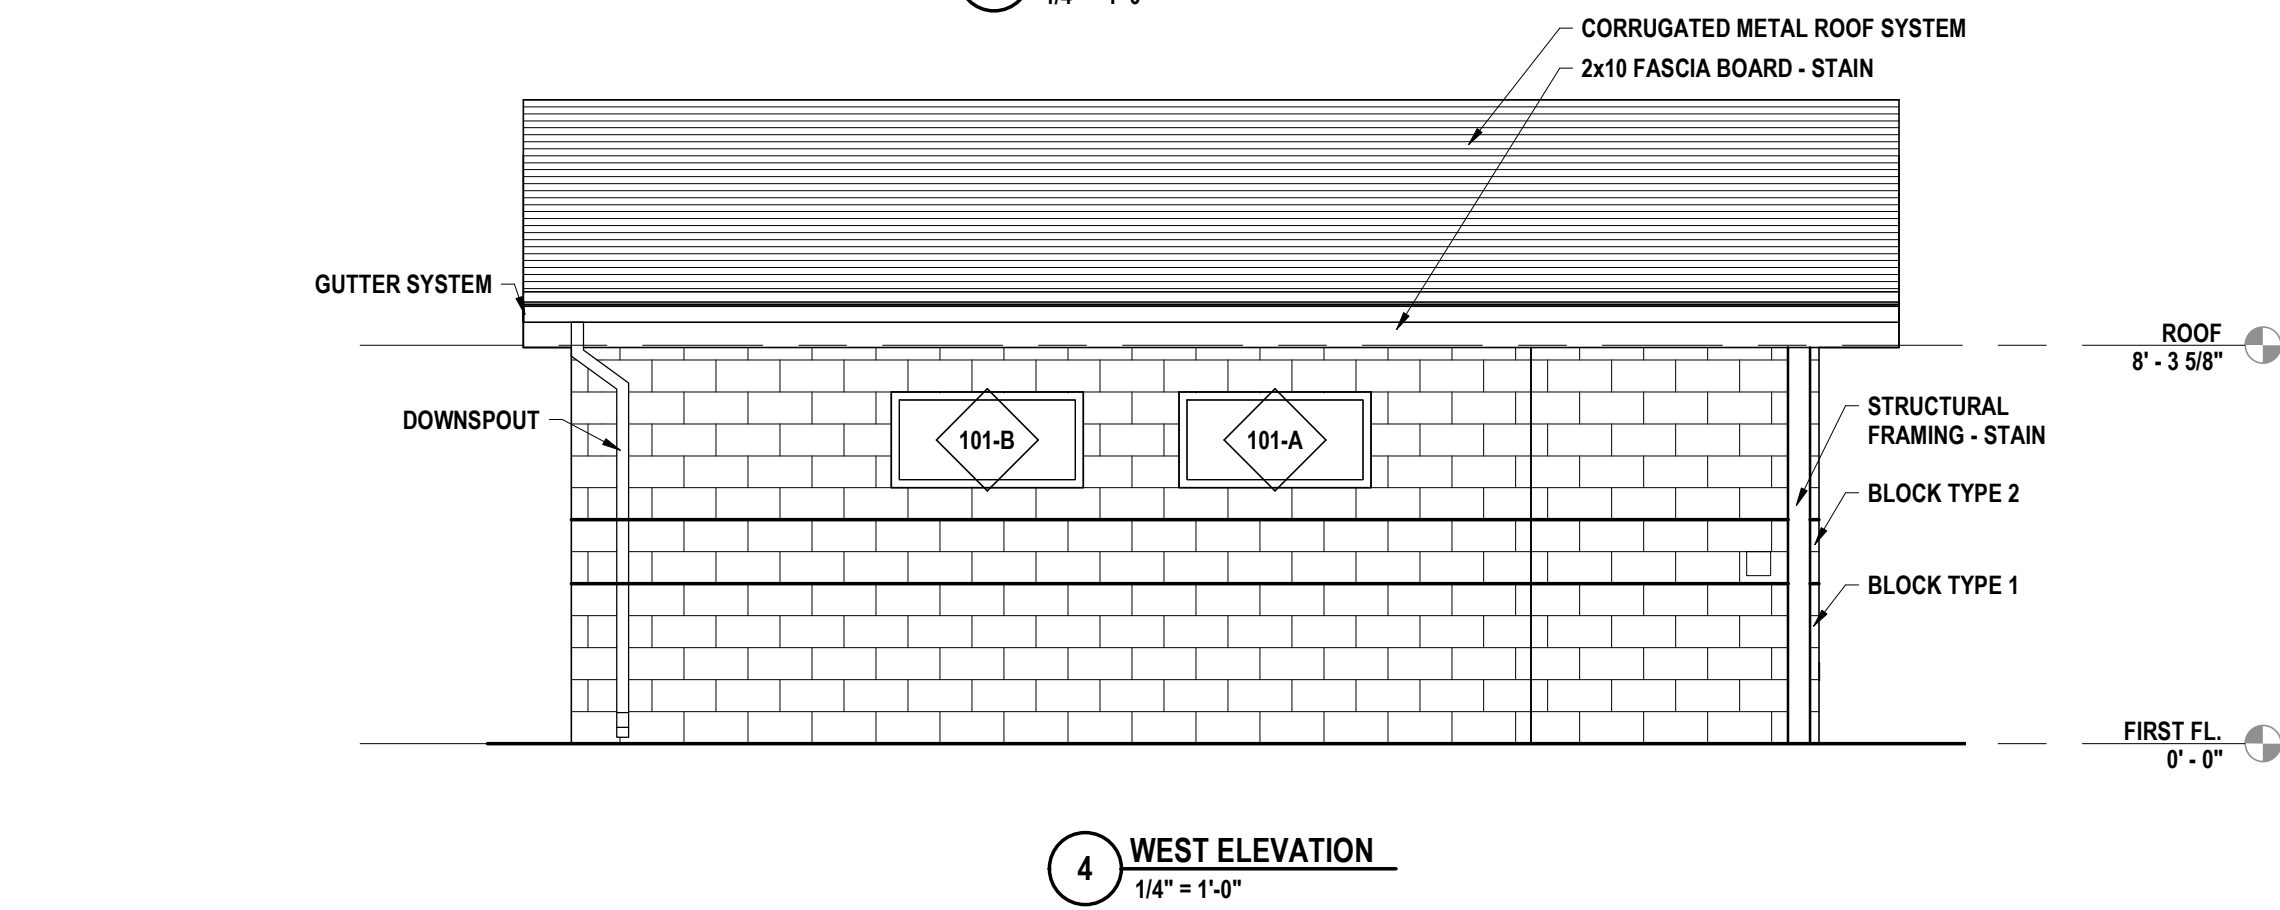 CORRUGATED METAL ROOF SYSTEM
2x10 FASCIA BOARD - STAIN
GUTTER SYSTEM
ROOF
8' - 3 5/8"
DOWNSPOUT
101-B
101-A
STRUCTURAL
FRAMING - STAIN
BLOCK TYPE 2
BLOCK TYPE 1
FIRST FL.
0' - 0"
4
WEST ELEVATION
1/4" = 1'-0"